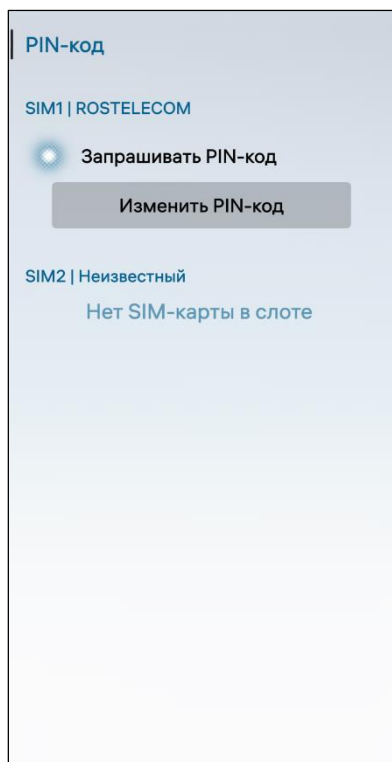 PIN-код
SIM1 | ROSTELECOM
Запрашивать PIN-код
Изменить PIN-код
SIM2 | Неизвестный
Нет SIM-карты в слоте